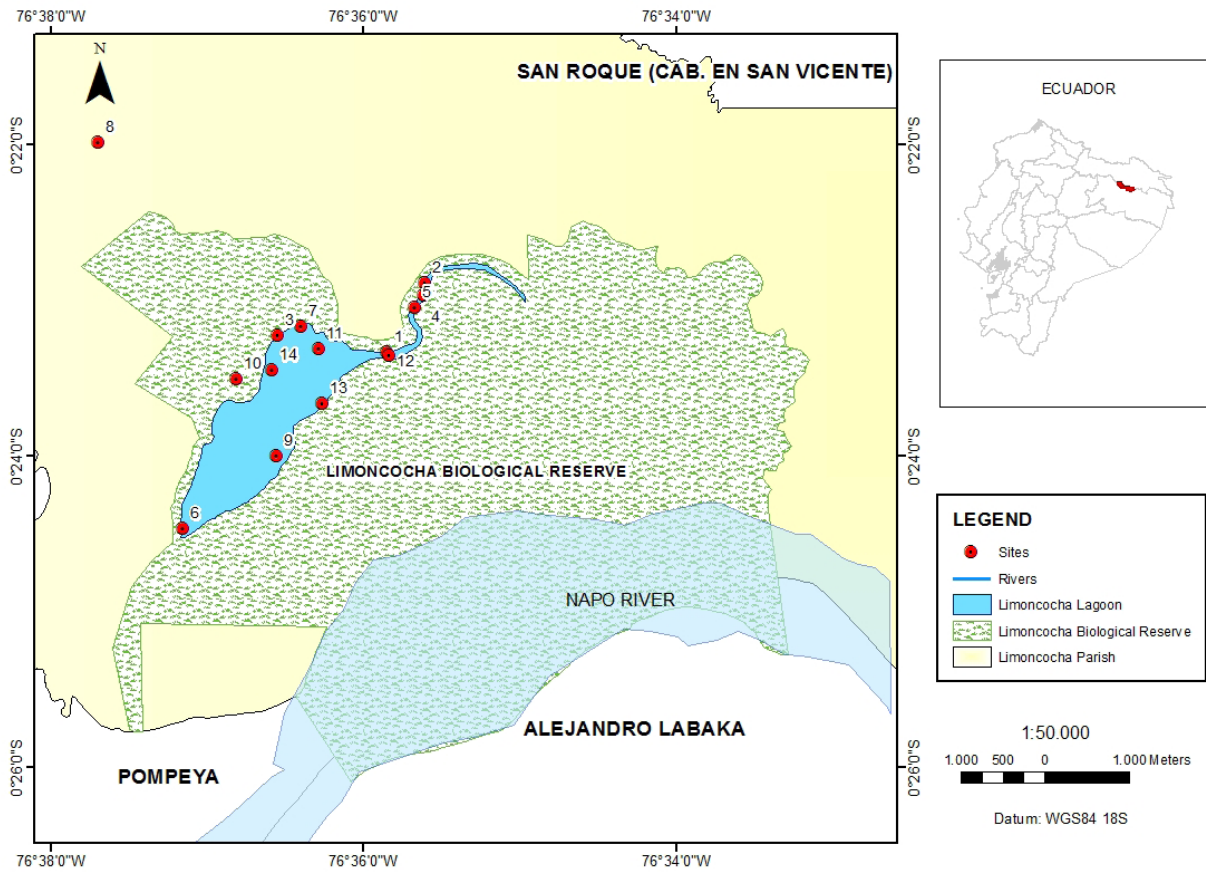 76°38'0"W 76°36'0"W 76°34'0"W
N
SAN ROQUE (CAB. EN SAN VICENTE)
8
0°22'0"S 0°22'0"S
2
5
4
7
3
11
1
12
14
10
13
9
0°24'0"S 0°24'0"S
LIMONCOCHA BIOLOGICAL RESERVE
6
NAPO RIVER
ALEJANDRO LABAKA
POMPEYA
0°26'0"S 0°26'0"S
76°38'0"W 76°36'0"W 76°34'0"W
ECUADOR
LEGEND
Sites
Rivers
Limoncocha Lagoon
Limoncocha Biological Reserve
Limoncocha Parish
1:50.000
1.000 500 0 1.000 Meters
Datum: WGS84 18S